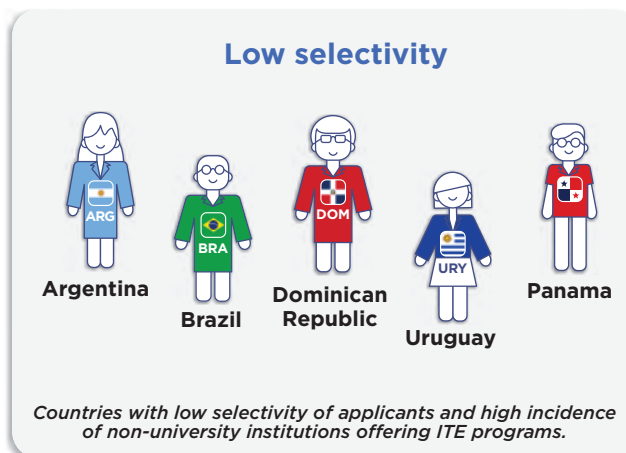 Low selectivity
ARG
BRA
DOM
URY
Argentina
Brazil
Dominican
Republic
Uruguay
Panama
Countries with low selectivity of applicants and high incidence
of non-university institutions offering ITE programs.